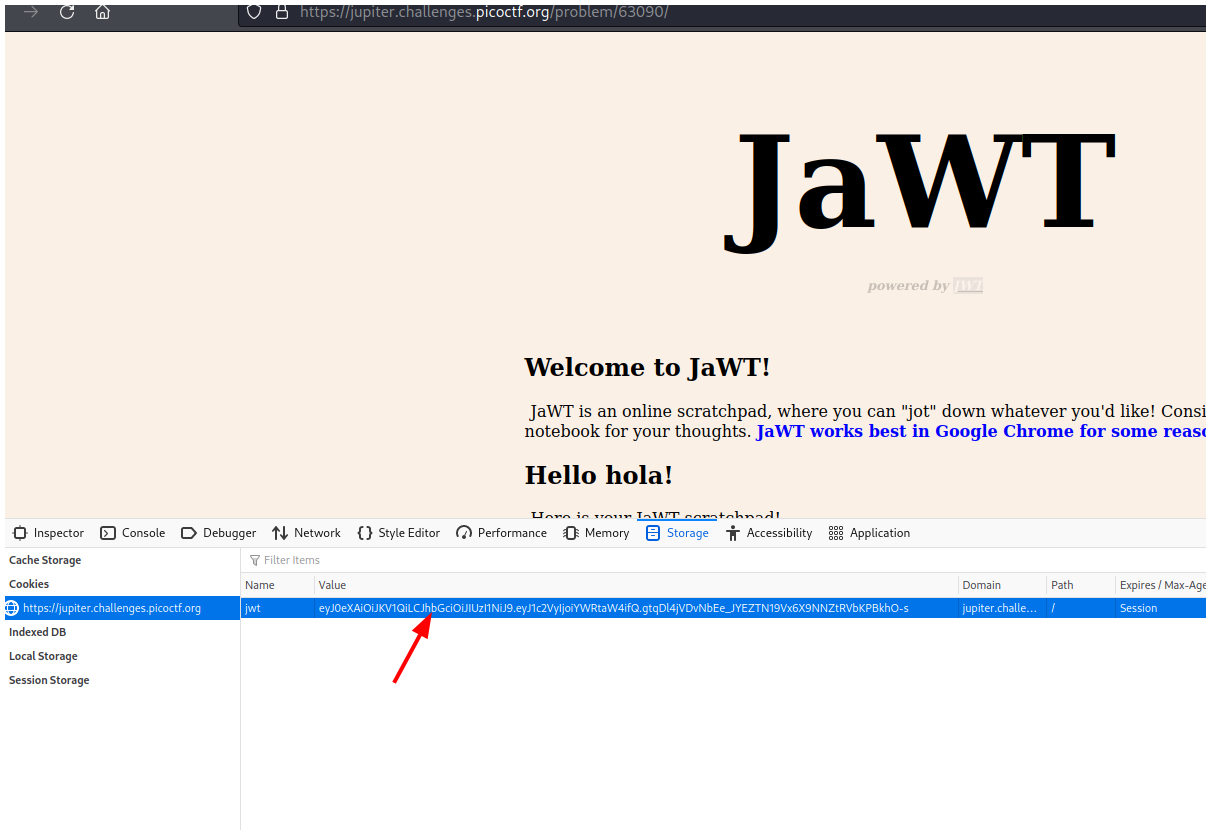 https://jupiter.challenges.picoctf.org/problem/63090/
JaWT
powered by JWT
Welcome to JaWT!
JaWT is an online scratchpad, where you can "jot" down whatever you'd like! Consi
notebook for your thoughts. JaWT works best in Google Chrome for some reaso
Hello hola!
Here is your JaWT scratchpad!
Inspector Console Debugger Network Style Editor Performance Memory Storage Accessibility Application
Cache Storage
Filter Items
Cookies
Name Value Domain Path Expires / Max-Age
https://jupiter.challenges.picoctf.org
jwt eyJ0eXAiOiJKV1QiLCJhbGciOiJIUzI1NiJ9.eyJ1c2VyIjoiYWRtaW4ifQ.gtqDl4jVDvNbEe_JYEZTN19Vx6X9NNZtRVbKPBkhO-s jupiter.challe... / Session
Indexed DB
Local Storage
Session Storage